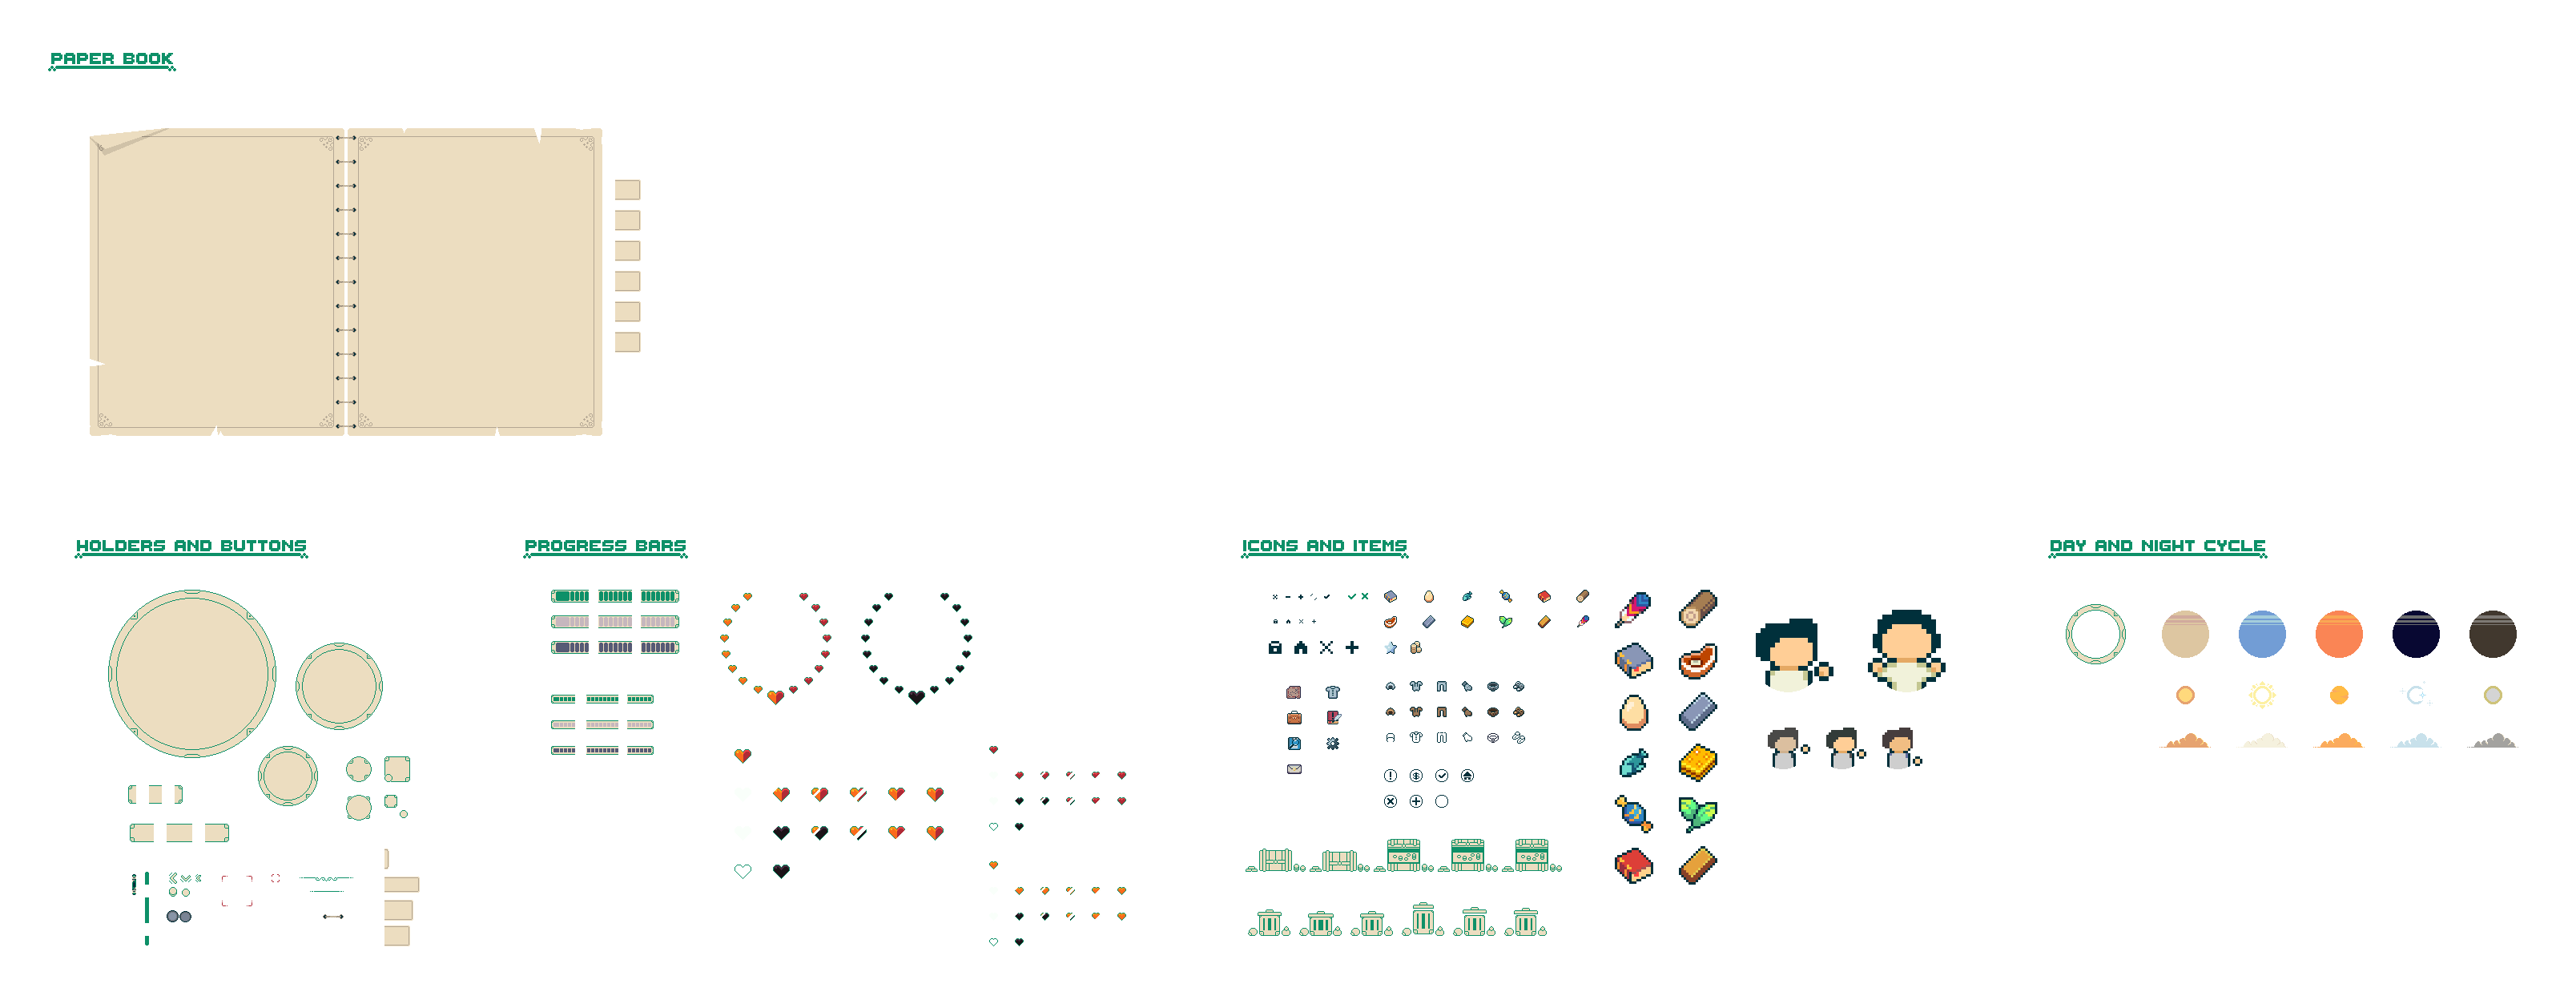 PAPER BOOK
HOLDERS AND BUTTONS
PROGRESS BARS
ICONS AND ITEMS
DAY AND NIGHT CYCLE